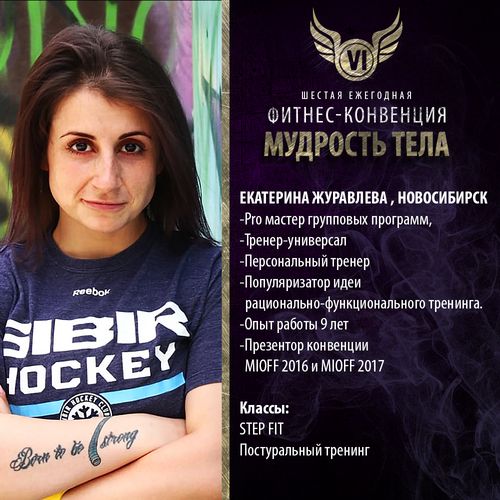 VI
ШЕСТАЯ ЕЖЕГОДНАЯ
ФИТНЕС-КОНВЕНЦИЯ
МУДРОСТЬ ТЕЛА
ЕКАТЕРИНА ЖУРАВЛЕВА , НОВОСИБИРСК
-Pro мастер групповых программ,
-Тренер-универсал
-Персональный тренер
-Популяризатор идеи
рационально-функционального тренинга.
-Опыт работы 9 лет
-Презентор конвенции
MIOFF 2016 и MIOFF 2017
Классы:
STEP FIT
Постуральный тренинг
Reebok
SIBIR
HOCKEY
HOCKEY
Born to be strong